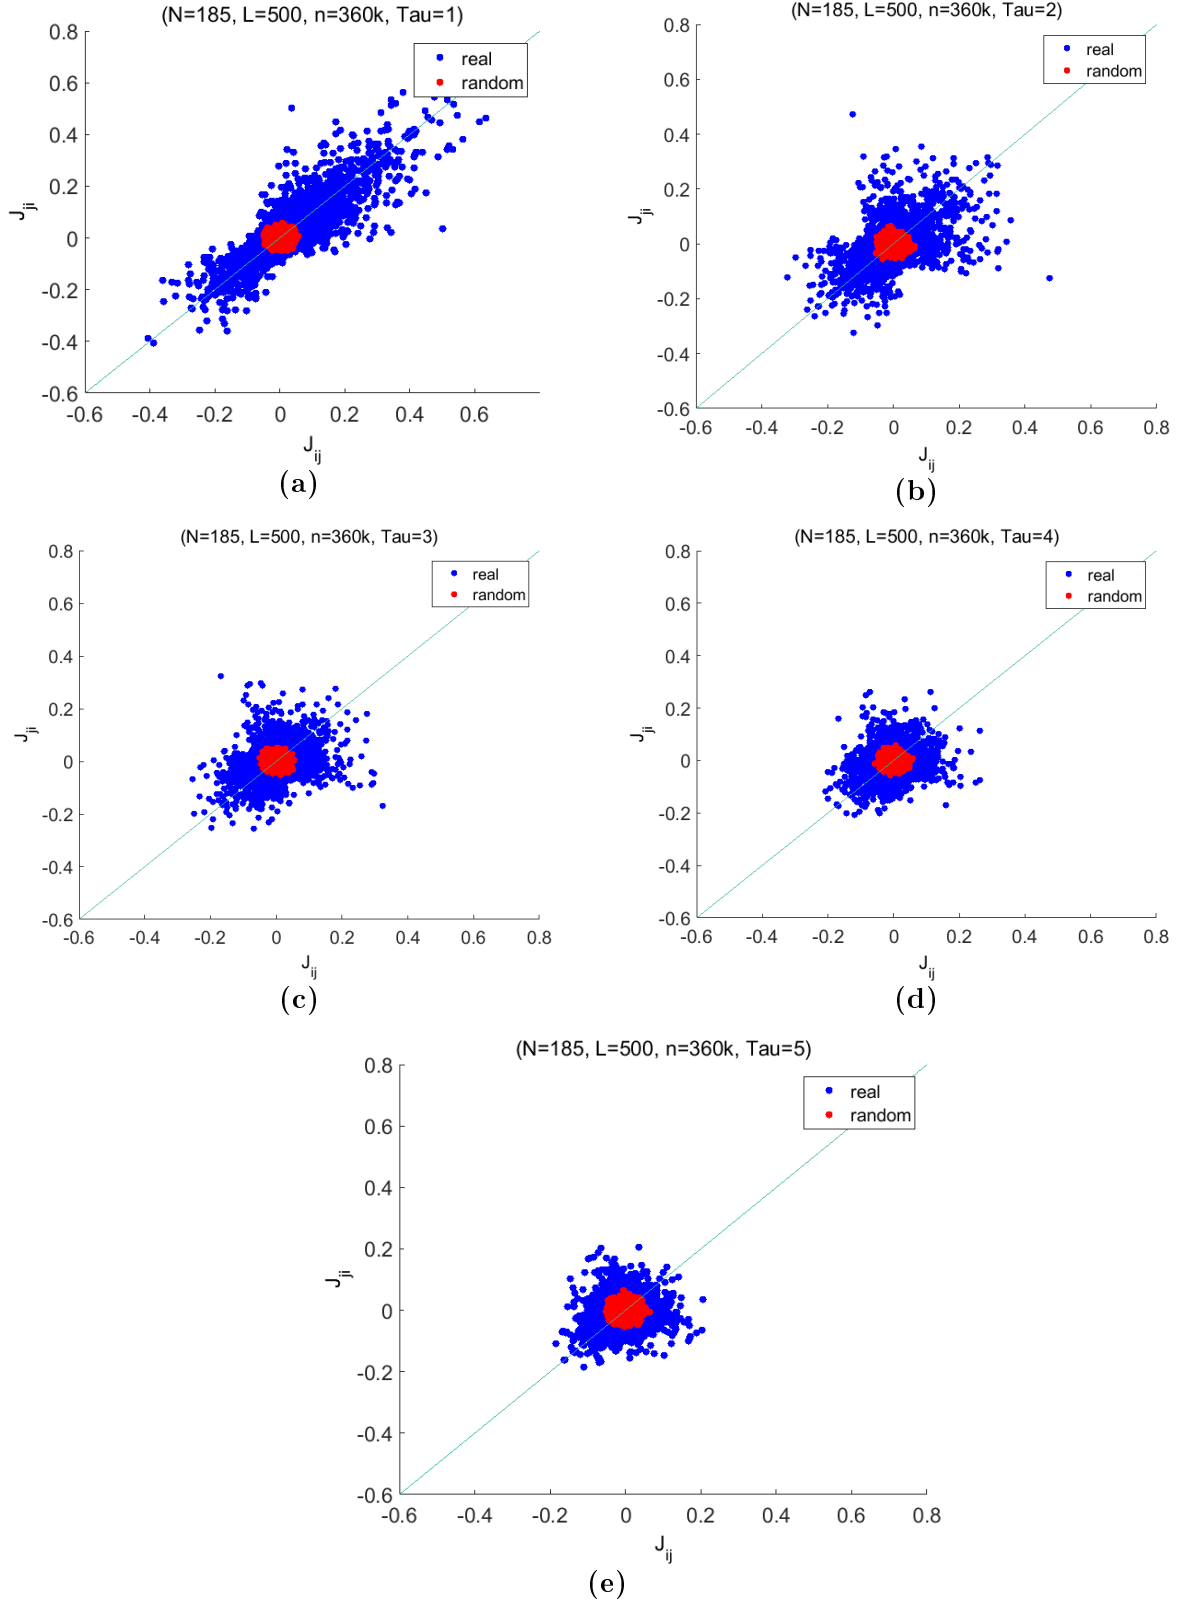 (N=185, L=500, n=360k, Tau=1)
real
random
0.8
0.6
0.4
0.2
0
-0.2
-0.4
-0.6
J_ji
-0.6 -0.4 -0.2 0 0.2 0.4 0.6
J_ij
(a)
(N=185, L=500, n=360k, Tau=2)
real
random
0.8
0.6
0.4
0.2
0
-0.2
-0.4
-0.6
J_ji
-0.6 -0.4 -0.2 0 0.2 0.4 0.6 0.8
J_ij
(b)
(N=185, L=500, n=360k, Tau=3)
real
random
0.8
0.6
0.4
0.2
0
-0.2
-0.4
-0.6
J_ji
-0.6 -0.4 -0.2 0 0.2 0.4 0.6 0.8
J_ij
(c)
(N=185, L=500, n=360k, Tau=4)
real
random
0.8
0.6
0.4
0.2
0
-0.2
-0.4
-0.6
J_ji
-0.6 -0.4 -0.2 0 0.2 0.4 0.6 0.8
J_ij
(d)
(N=185, L=500, n=360k, Tau=5)
real
random
0.8
0.6
0.4
0.2
0
-0.2
-0.4
-0.6
J_ji
-0.6 -0.4 -0.2 0 0.2 0.4 0.6 0.8
J_ij
(e)